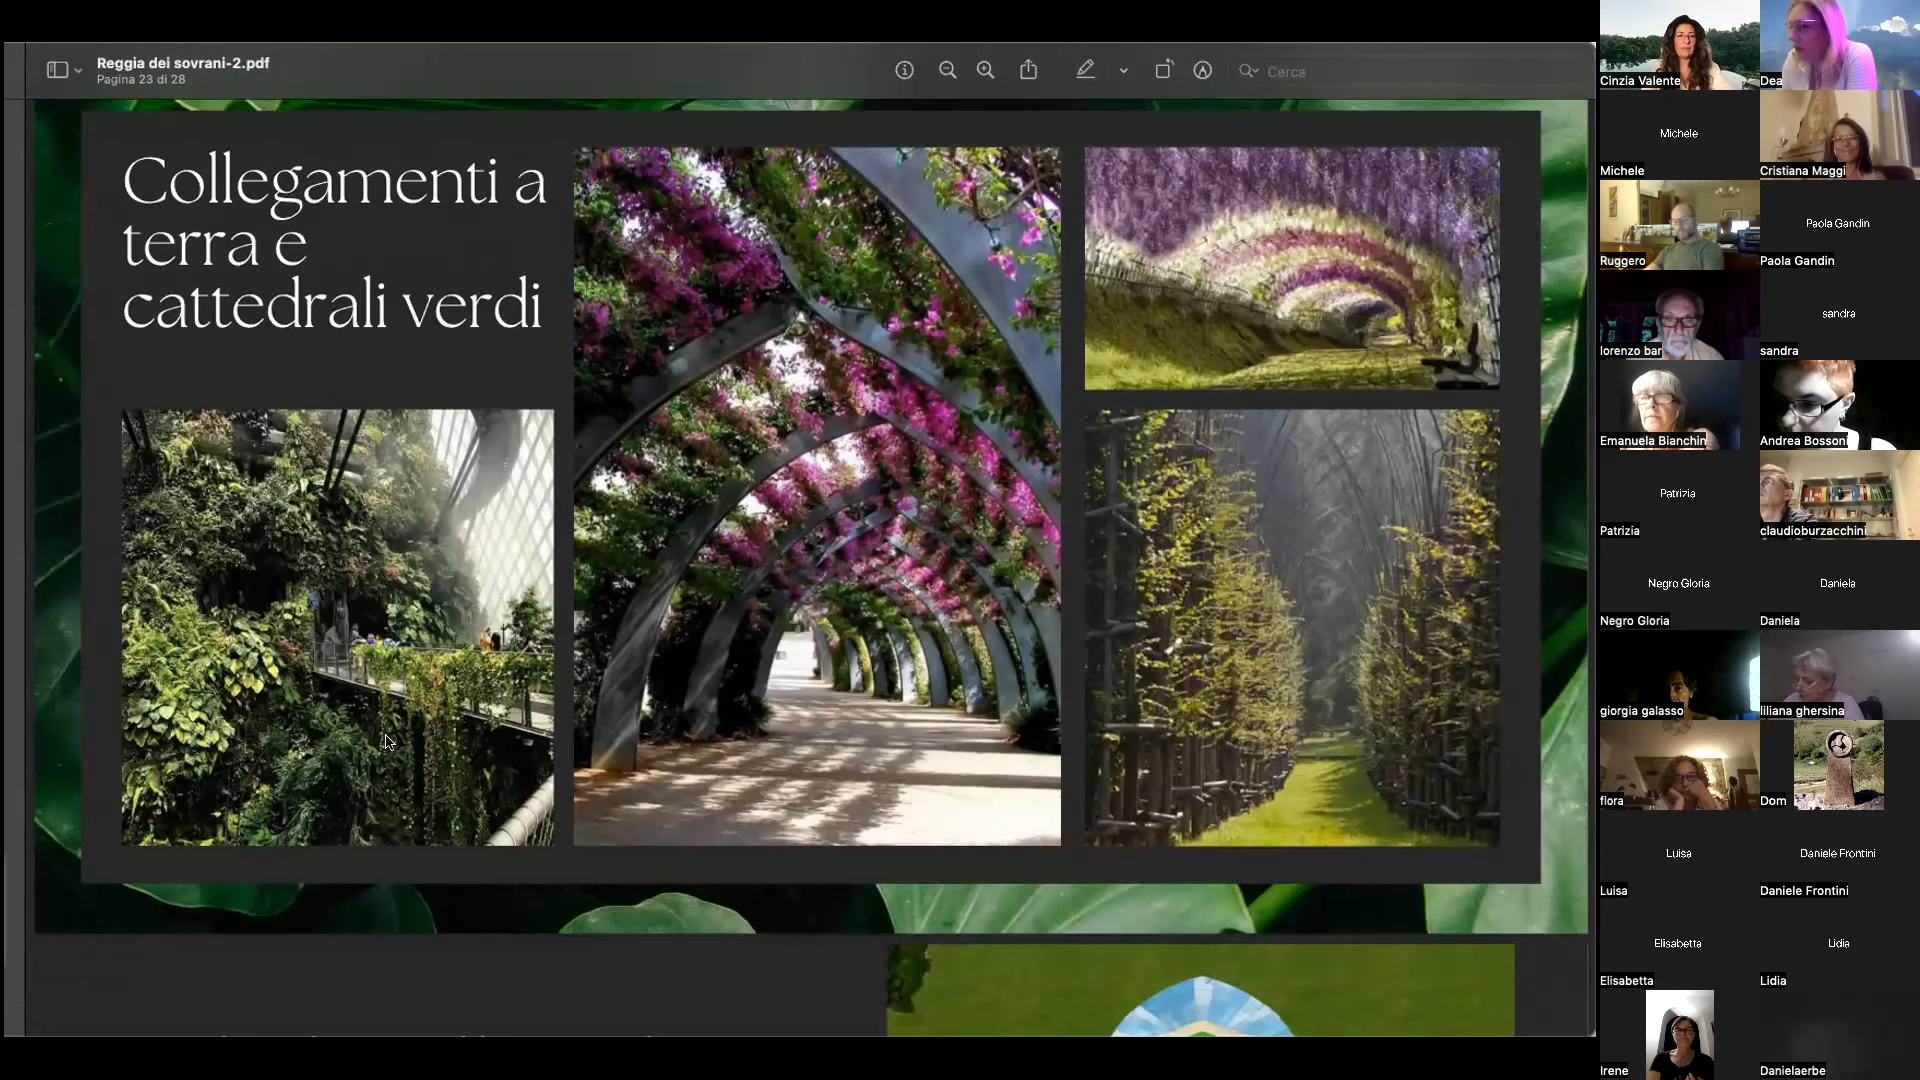 Reggia dei sovrani-2.pdf
Pagina 23 di 28
Cerca
Collegamenti a
terra e
cattedrali verdi
Cinzia Valente
Dea
Michele
Michele
Cristiana Maggi
Ruggero
Paola Gandin
Paola Gandin
lorenzo bar
sandra
sandra
Emanuela Bianchin
Andrea Bossoni
Patrizia
Patrizia
claudioburzacchini
Negro Gloria
Negro Gloria
Daniela
Daniela
giorgia galasso
liliana ghersina
flora
Dom
Luisa
Luisa
Daniele Frontini
Daniele Frontini
Elisabetta
Elisabetta
Lidia
Lidia
Irene
Danielaerbe